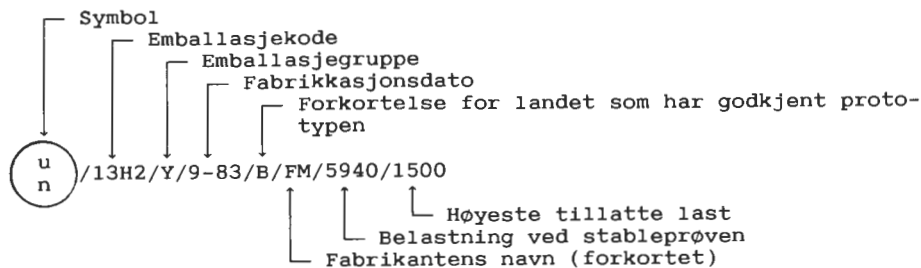 Symbol
Emballasjekode
Emballasjegruppe
Fabrikkasjonsdato
Forkortelse for landet som har godkjent proto-
typen
u
n
/13H2/Y/9-83/B/FM/5940/1500
Høyeste tillatte last
Belastning ved stableprøven
Fabrikantens navn (forkortet)